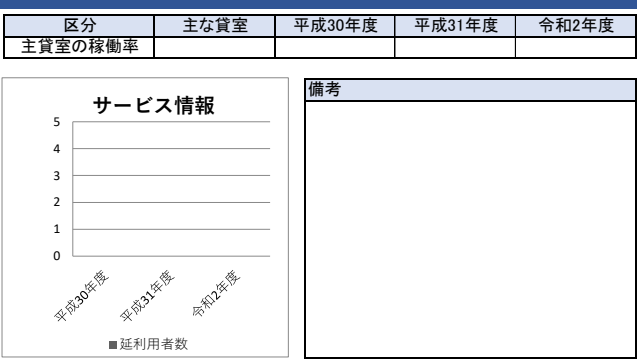 区分 主な貸室 平成30年度 平成31年度 令和2年度
主貸室の稼働率
サービス情報
5
4
3
2
1
0
平成30年度 平成31年度 令和2年度
■延利用者数
備考